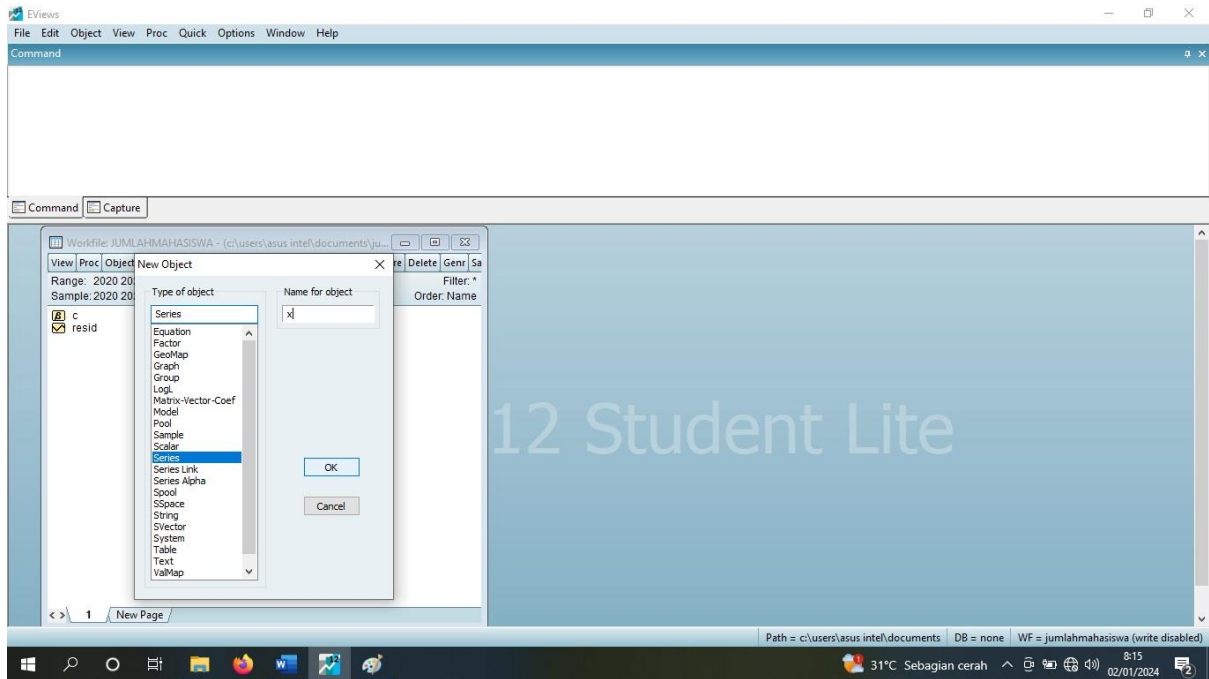 EViews
File Edit Object View Proc Quick Options Window Help
Command
Command Capture
Workfile: JUMLAHMAHASISWA - (c:\users\asus intel\documents\ju...
View Proc Object re Delete Genr Sa
New Object
Range: 2020 20 Filter: *
Sample: 2020 20 Order: Name
Type of object Name for object
Series x
c
resid
Equation
Factor
GeoMap
Graph
Group
LogL
Matrix-Vector-Coef
Model
Pool
Sample
Scalar
Series
Series Link
Series Alpha
Spool
SSpace
String
SVector
System
Table
Text
ValMap
OK
Cancel
12 Student Lite
1 New Page
Path = c:\users\asus intel\documents DB = none WF = jumlahmahasiswa (write disabled)
31°C Sebagian cerah 8:15
02/01/2024 2